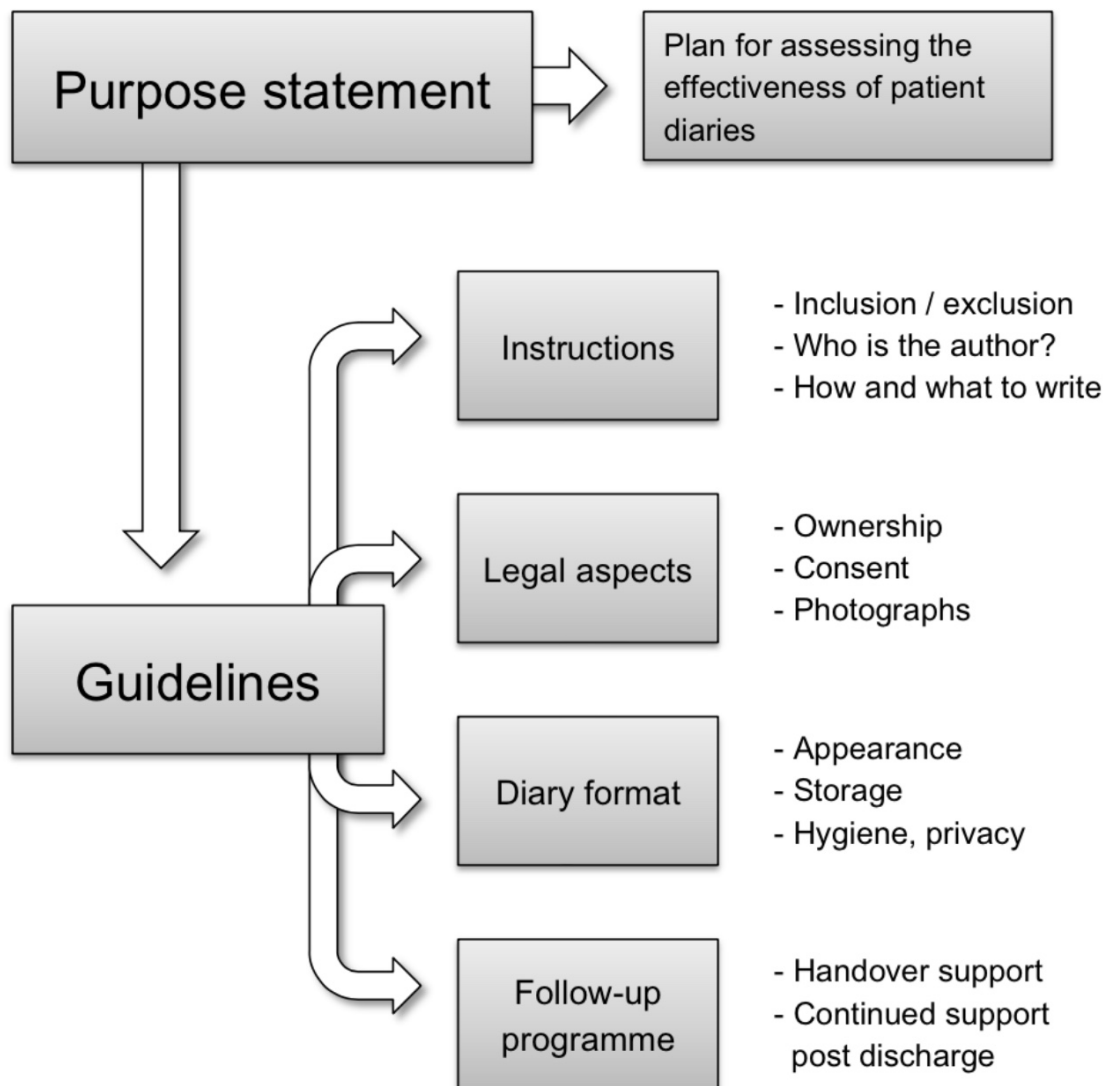 Purpose statement
Plan for assessing the
effectiveness of patient
diaries
Instructions
- Inclusion / exclusion
- Who is the author?
- How and what to write
Legal aspects
- Ownership
- Consent
- Photographs
Guidelines
Diary format
- Appearance
- Storage
- Hygiene, privacy
Follow-up
programme
- Handover support
- Continued support
post discharge